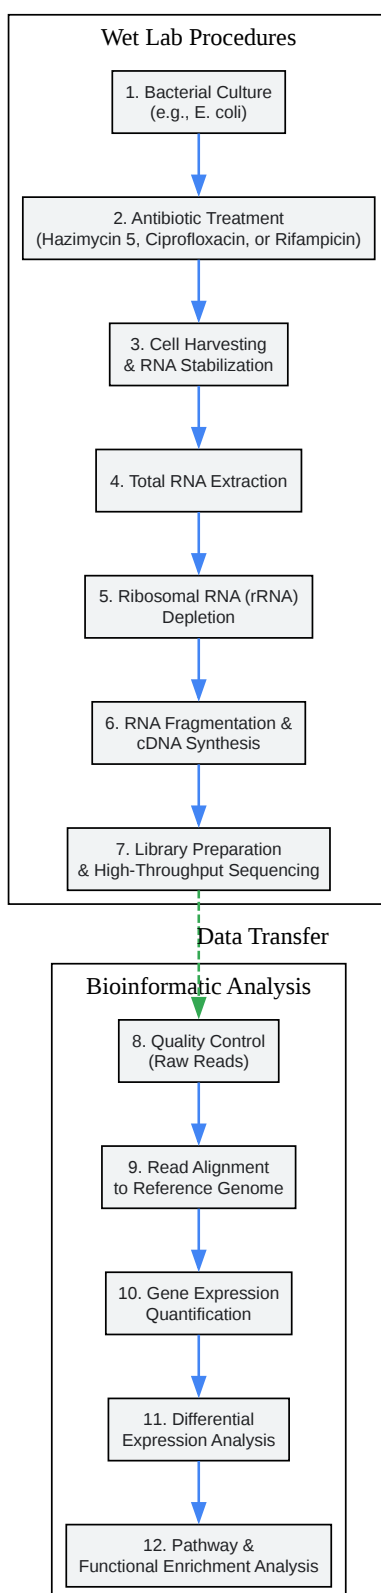 Wet Lab Procedures
1. Bacterial Culture
(e.g., E. coli)
2. Antibiotic Treatment
(Hazimycin 5, Ciprofloxacin, or Rifampicin)
3. Cell Harvesting
& RNA Stabilization
4. Total RNA Extraction
5. Ribosomal RNA (rRNA)
Depletion
6. RNA Fragmentation &
cDNA Synthesis
7. Library Preparation
& High-Throughput Sequencing
Data Transfer
Bioinformatic Analysis
8. Quality Control
(Raw Reads)
9. Read Alignment
to Reference Genome
10. Gene Expression
Quantification
11. Differential
Expression Analysis
12. Pathway &
Functional Enrichment Analysis